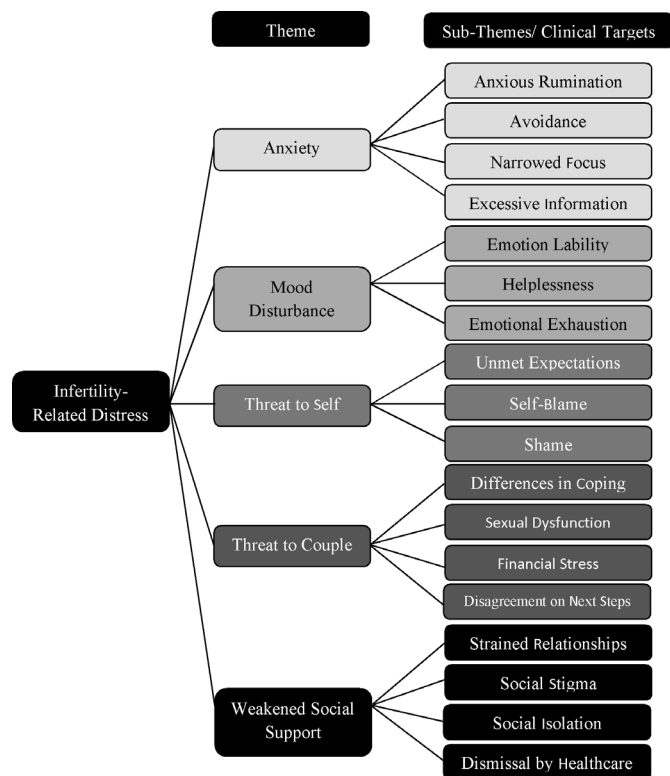 Theme
Sub-Themes/ Clinical Targets
Anxiety
Anxious Rumination
Avoidance
Narrowed Focus
Excessive Information
Mood
Disturbance
Emotion Lability
Helplessness
Emotional Exhaustion
Infertility-
Related Distress
Threat to Self
Unmet Expectations
Self-Blame
Shame
Threat to Couple
Differences in Coping
Sexual Dysfunction
Financial Stress
Disagreement on Next Steps
Weakened Social
Support
Strained Relationships
Social Stigma
Social Isolation
Dismissal by Healthcare